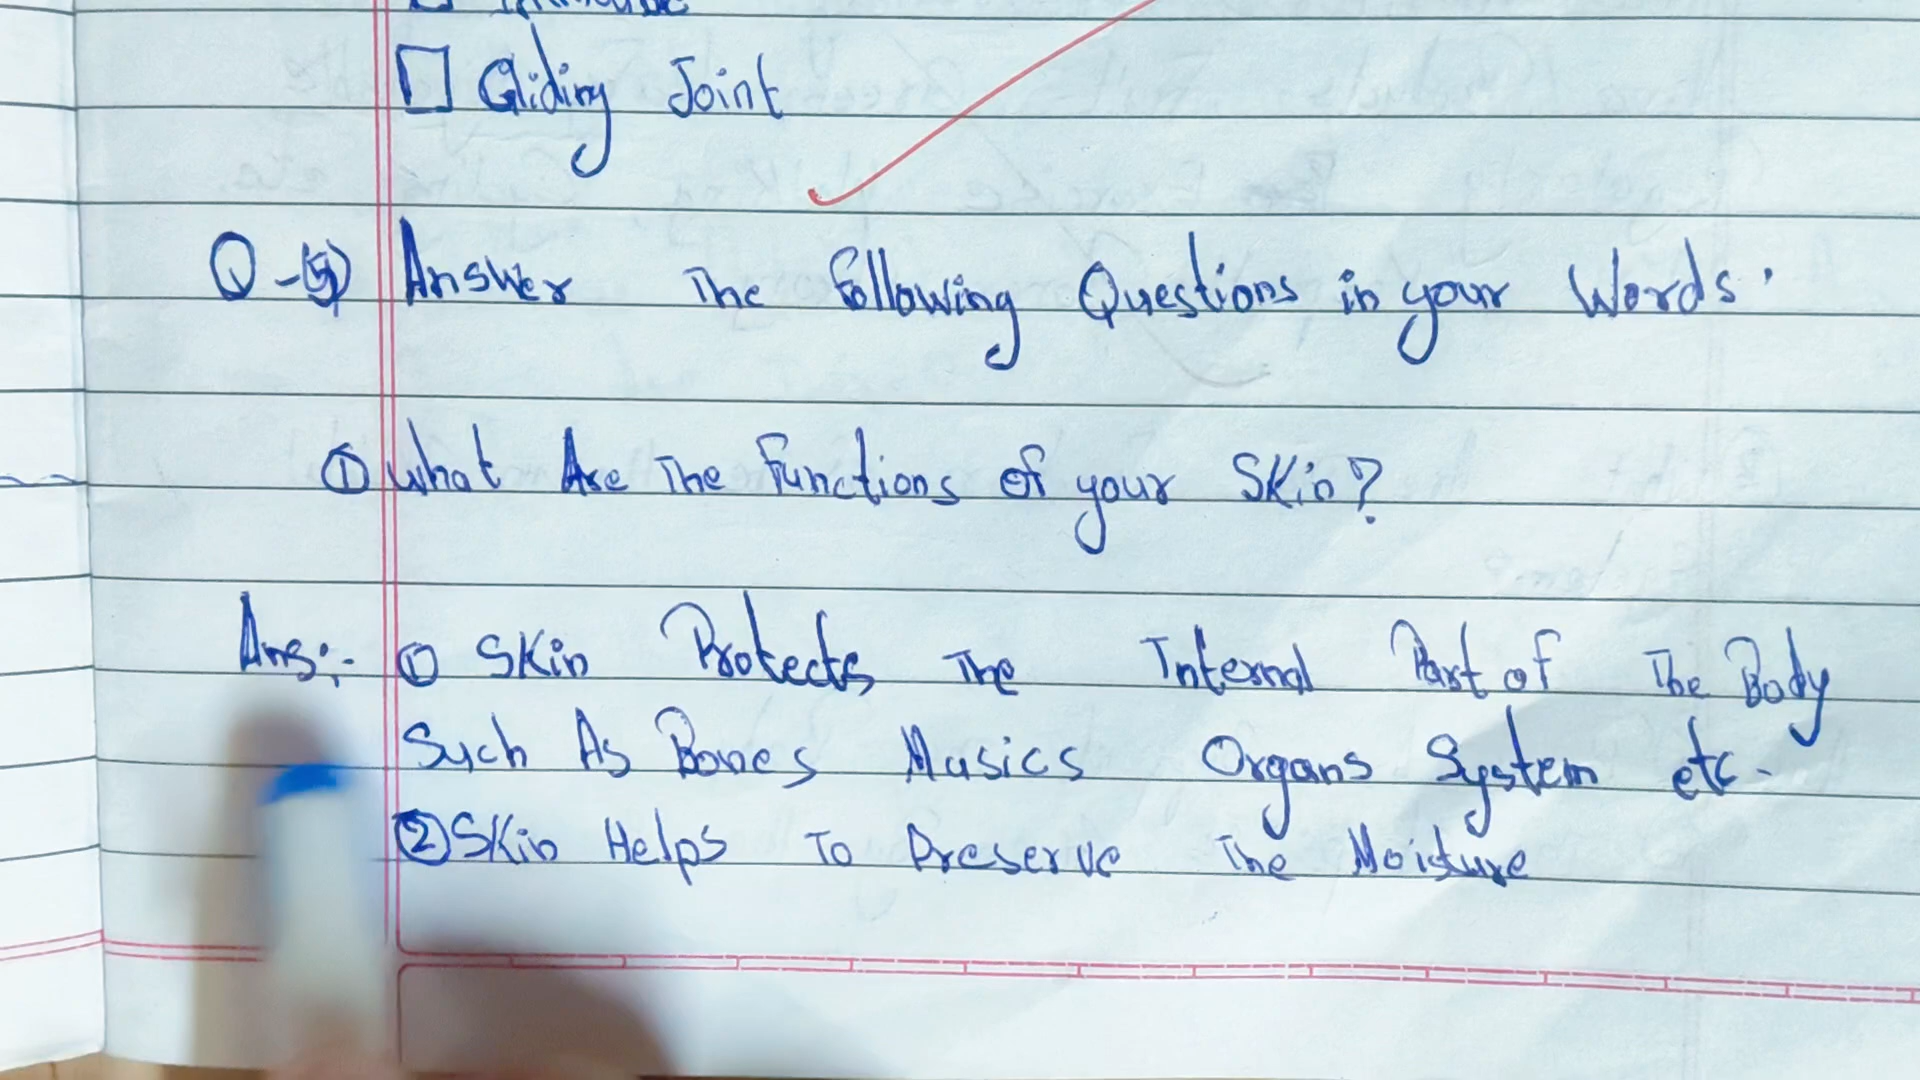 Gliding Joint
Q-(5) Answer The Following Questions in your Words.
① What Are The Functions of your Skin?
Ans:- ① Skin Protects The Internal Part of The Body
Such As Bones Musics Organs System etc.
② Skin Helps To Preserve The Moisture